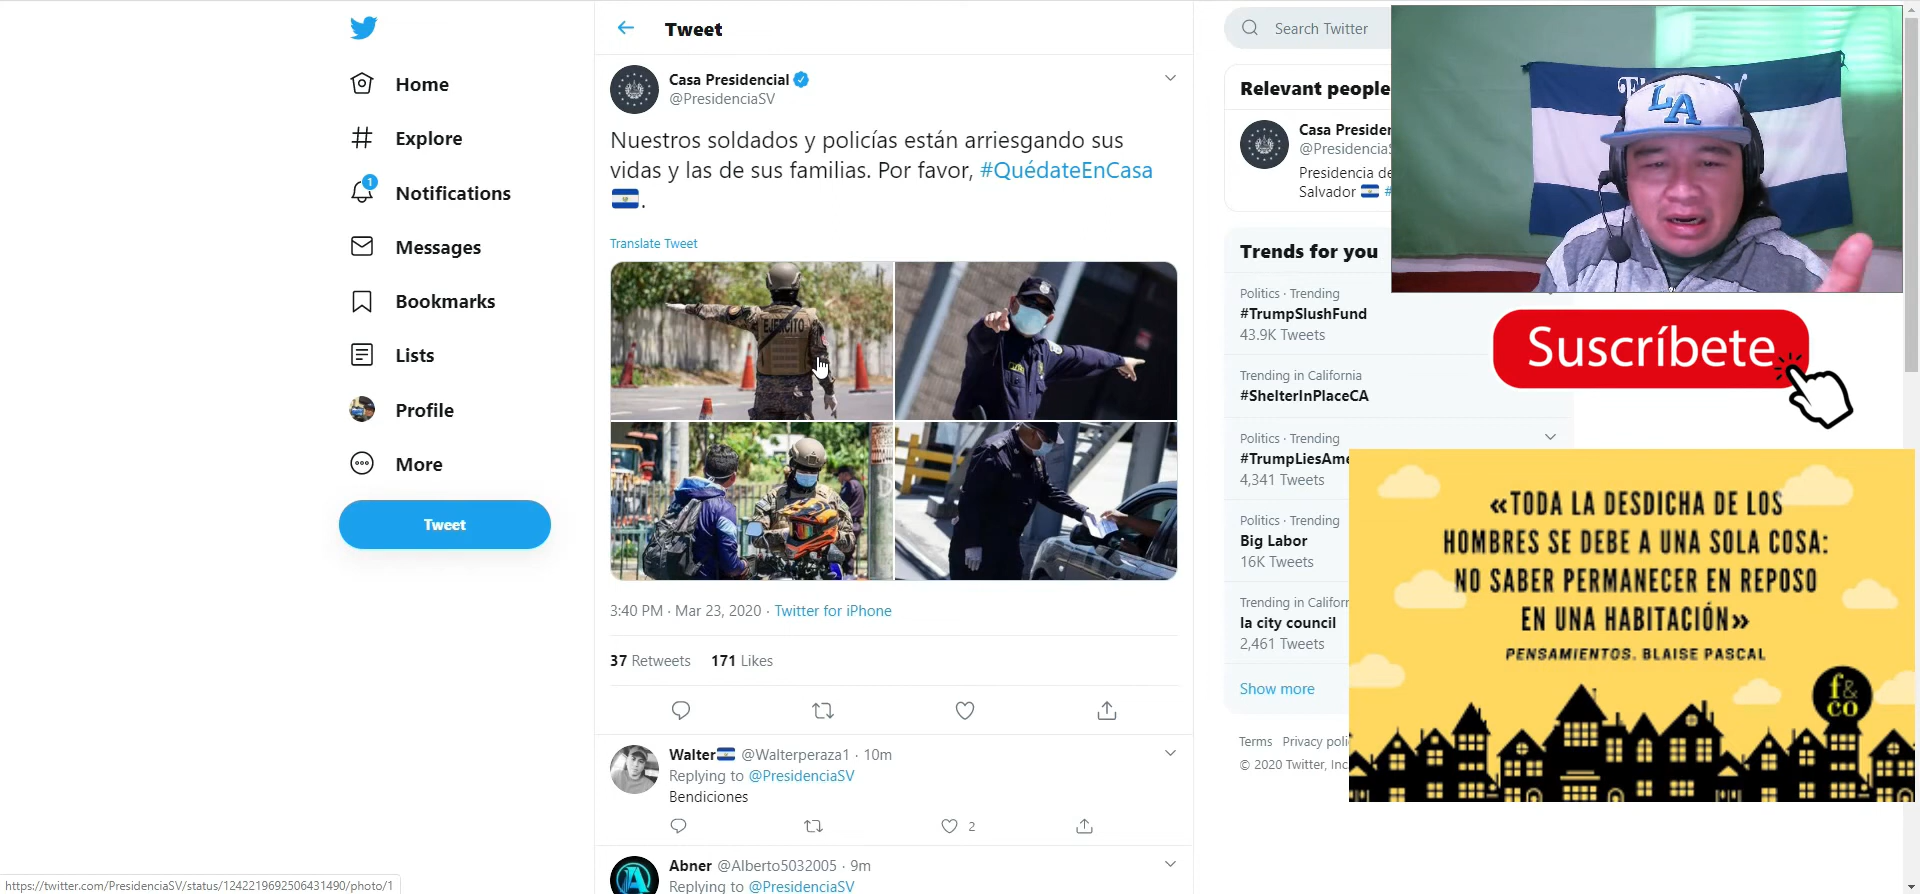 Home
Explore
1
Notifications
Messages
Bookmarks
Lists
Profile
More
Tweet
Tweet
Casa Presidencial
@PresidenciaSV
Nuestros soldados y policías están arriesgando sus
vidas y las de sus familias. Por favor, #QuédateEnCasa
.
Translate Tweet
EJERCITO
3:40 PM · Mar 23, 2020 · Twitter for iPhone
37 Retweets 171 Likes
Walter @Walterperaza1 · 10m
Replying to @PresidenciaSV
Bendiciones
2
Abner @Alberto5032005 · 9m
Replying to @PresidenciaSV
Search Twitter
Relevant people
Casa Presider
@Presidencias
Presidencia de
Salvador #
Trends for you
Politics · Trending
#TrumpSlushFund
43.9K Tweets
Trending in California
#ShelterInPlaceCA
Politics · Trending
#TrumpLiesAme
4,341 Tweets
Politics · Trending
Big Labor
16K Tweets
Trending in Califor
la city council
2,461 Tweets
Show more
Terms Privacy poli
© 2020 Twitter, Inc
LA
Suscríbete
«TODA LA DESDICHA DE LOS
HOMBRES SE DEBE A UNA SOLA COSA:
NO SABER PERMANECER EN REPOSO
EN UNA HABITACIÓN»
PENSAMIENTOS. BLAISE PASCAL
f&
co
https://twitter.com/PresidenciaSV/status/1242219692506431490/photo/1